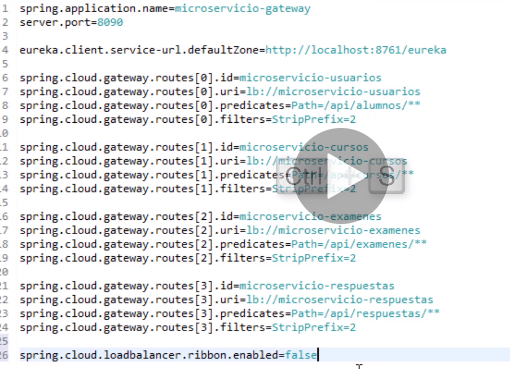 spring.application.name=microservicio-gateway
server.port=8090
eureka.client.service-url.defaultZone=http://localhost:8761/eureka
spring.cloud.gateway.routes[0].id=microservicio-usuarios
spring.cloud.gateway.routes[0].uri=lb://microservicio-usuarios
spring.cloud.gateway.routes[0].predicates=Path=/api/alumnos/**
spring.cloud.gateway.routes[0].filters=StripPrefix=2
spring.cloud.gateway.routes[1].id=microservicio-cursos
spring.cloud.gateway.routes[1].uri=lb://microservicio-cursos
spring.cloud.gateway.routes[1].predicates=Path /**
spring.cloud.gateway.routes[1].filters=StripPrefix=2
Ctrl S
spring.cloud.gateway.routes[2].id=microservicio-examenes
spring.cloud.gateway.routes[2].uri=lb://microservicio-examenes
spring.cloud.gateway.routes[2].predicates=Path=/api/examenes/**
spring.cloud.gateway.routes[2].filters=StripPrefix=2
spring.cloud.gateway.routes[3].id=microservicio-respuestas
spring.cloud.gateway.routes[3].uri=lb://microservicio-respuestas
spring.cloud.gateway.routes[3].predicates=Path=/api/respuestas/**
spring.cloud.gateway.routes[3].filters=StripPrefix=2
spring.cloud.loadbalancer.ribbon.enabled=false